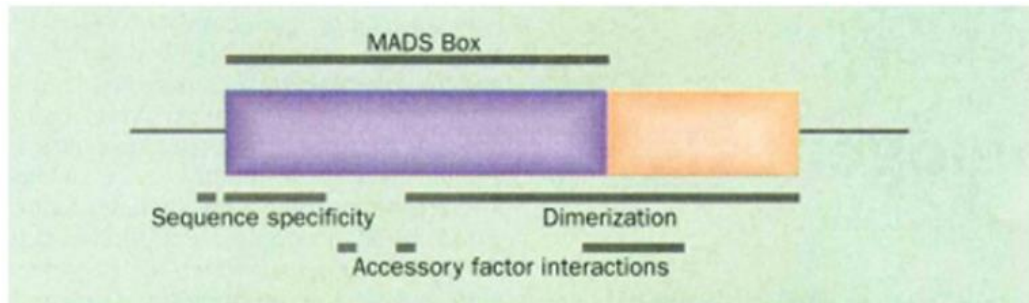 MADS Box
Sequence specificity
Dimerization
Accessory factor interactions